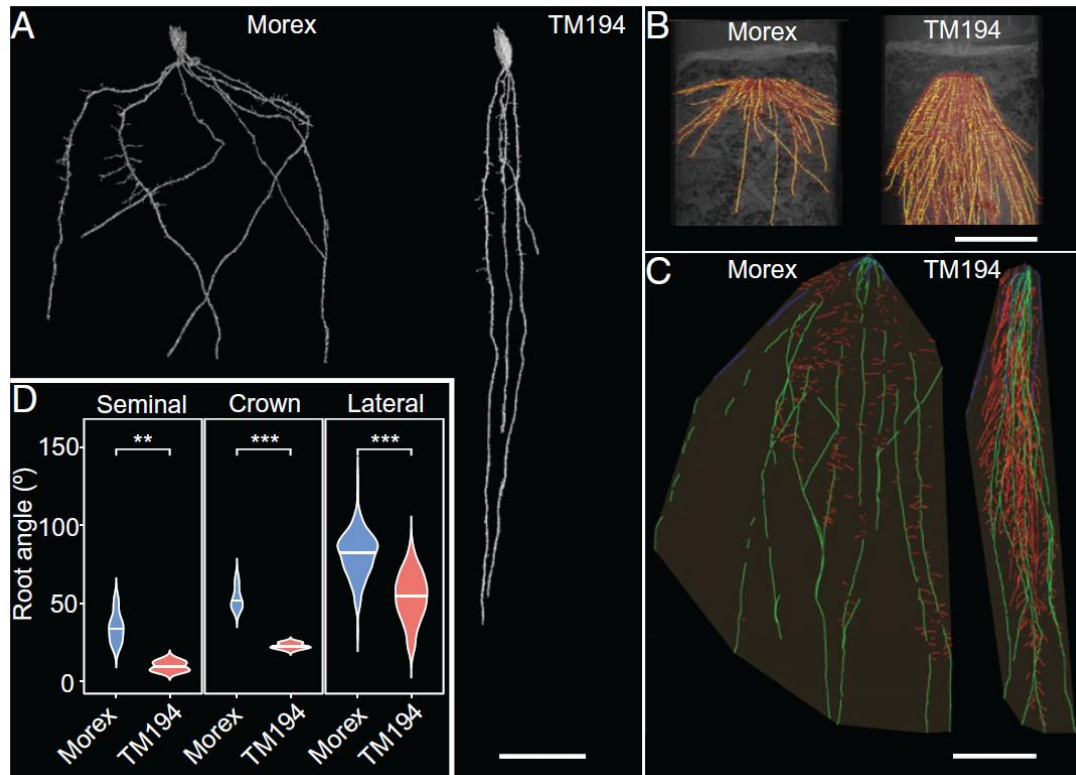 A
Morex
TM194
B
Morex
TM194
C
Morex
TM194
D
Seminal
Crown
Lateral
**
***
***
Root angle (º)
150
100
50
0
Morex
TM194
Morex
TM194
Morex
TM194